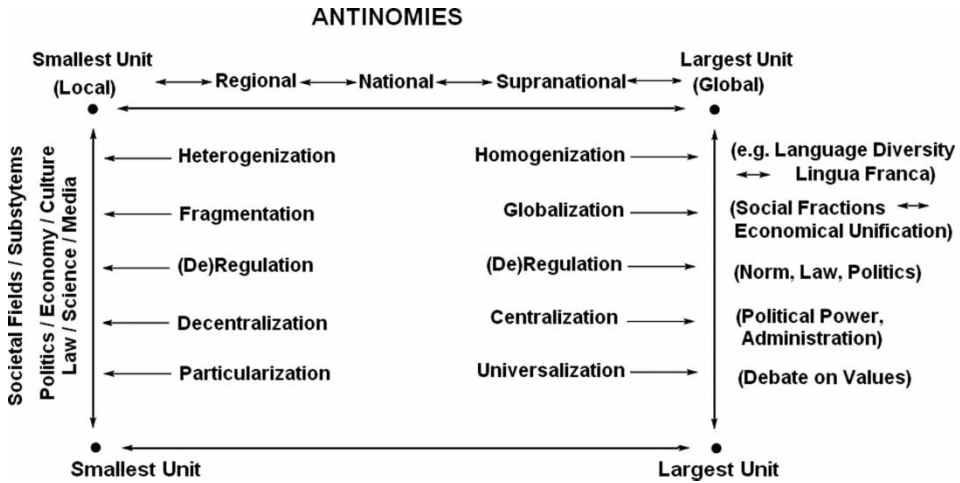 ANTINOMIES
Smallest Unit
(Local)
Regional
National
Supranational
Largest Unit
(Global)
Societal Fields / Substytems
Politics / Economy / Culture
Law / Science / Media
Heterogenization
Homogenization
(e.g. Language Diversity
Lingua Franca)
Fragmentation
Globalization
(Social Fractions
Economical Unification)
(De)Regulation
(De)Regulation
(Norm, Law, Politics)
Decentralization
Centralization
(Political Power,
Administration)
Particularization
Universalization
(Debate on Values)
Smallest Unit
Largest Unit